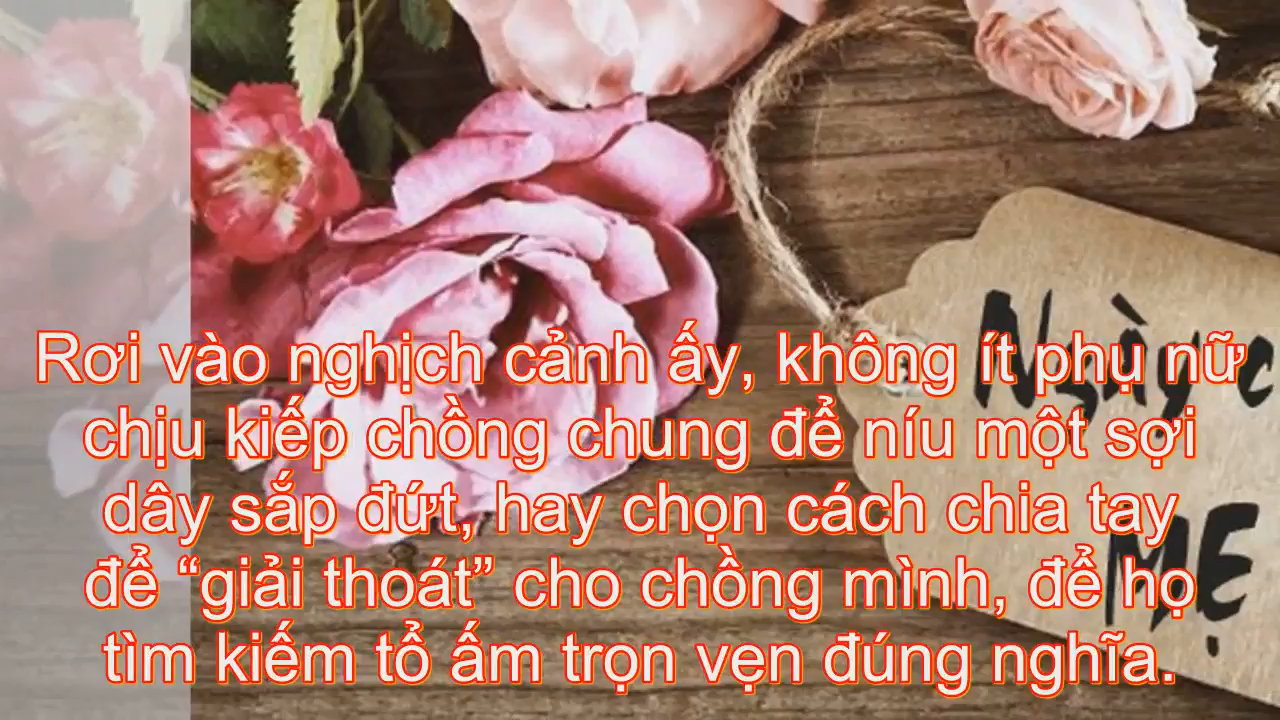 Ngày c
MẸ
Rơi vào nghịch cảnh ấy, không ít phụ nữ
chịu kiếp chồng chung để níu một sợi
dây sắp đứt, hay chọn cách chia tay
để “giải thoát” cho chồng mình, để họ
tìm kiếm tổ ấm trọn vẹn đúng nghĩa.